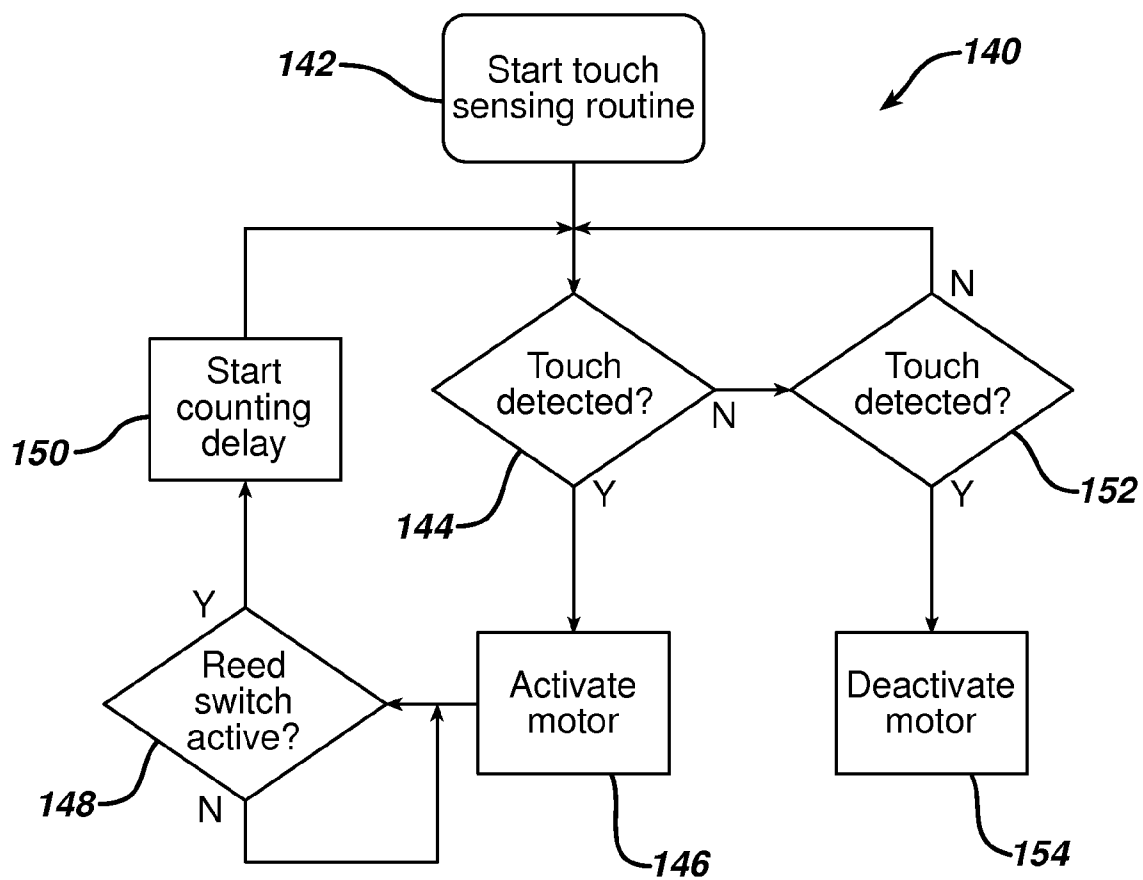 142
Start touch
sensing routine
140
N
Start
counting
delay
150
Touch
detected?
N
Touch
detected?
144
Y
Y
152
Y
Reed
switch
active?
Activate
motor
Deactivate
motor
148
N
146
154